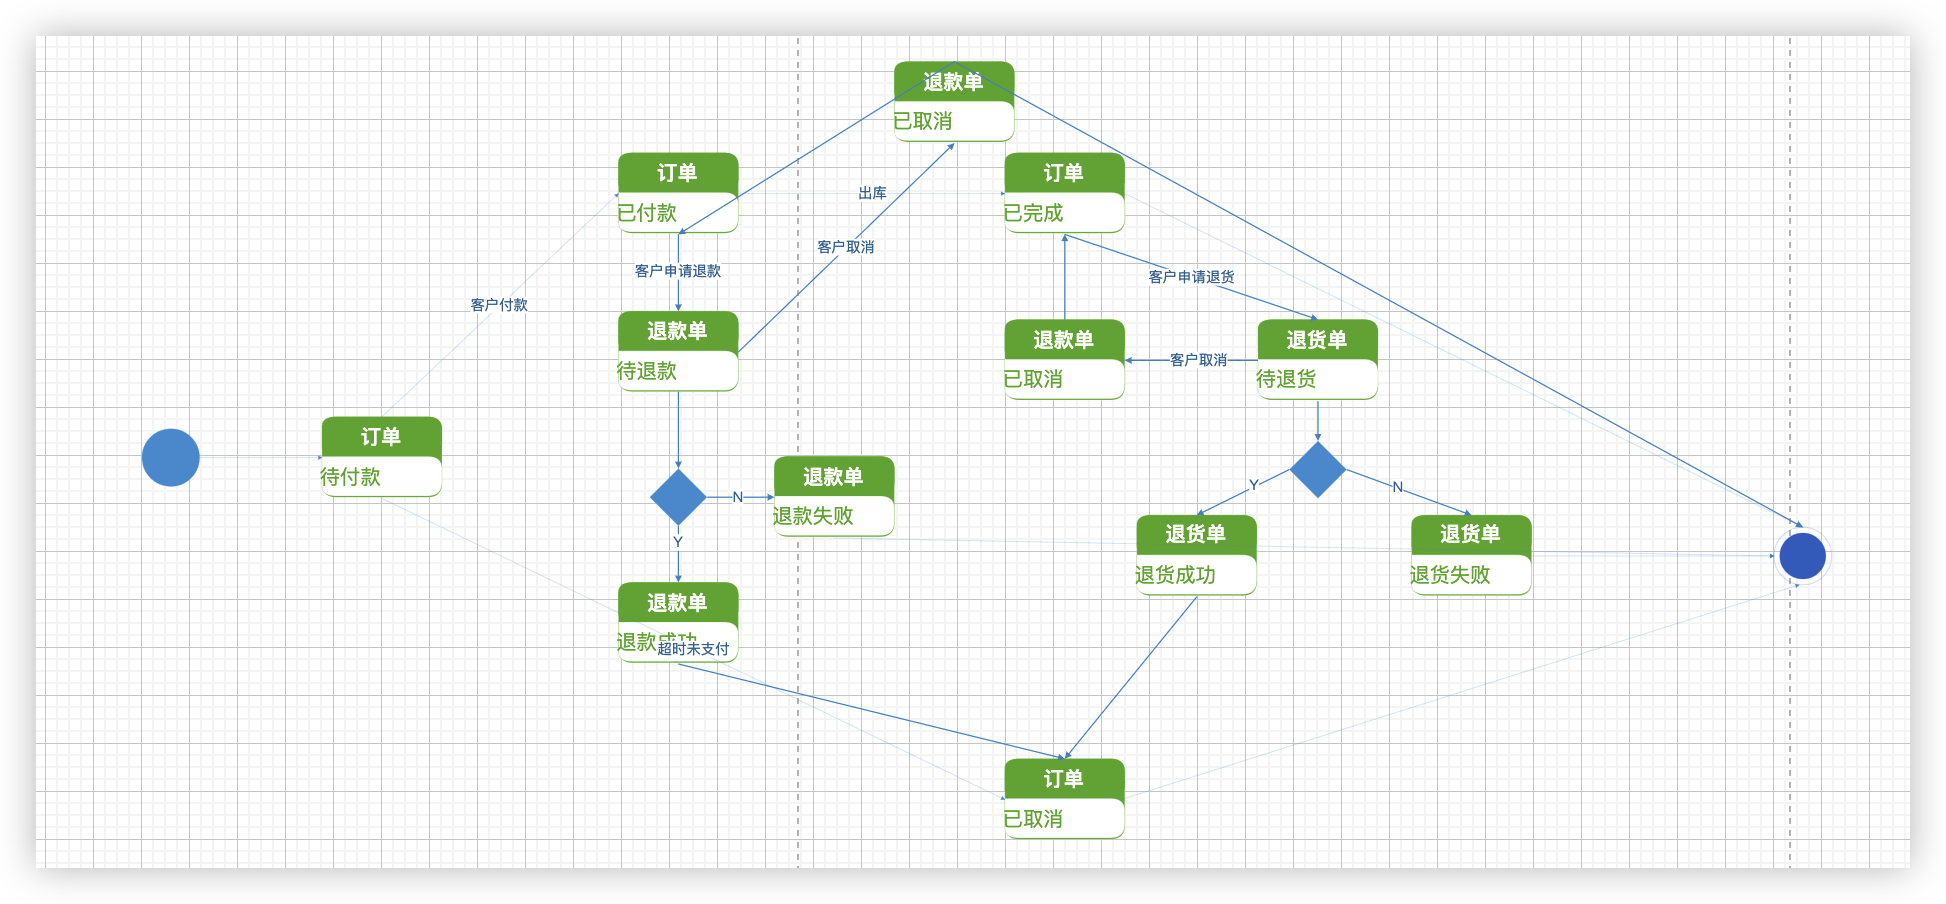 退款单
已取消
订单
已付款
出库
订单
已完成
客户取消
客户申请退款
客户申请退货
客户付款
退款单
待退款
退款单
已取消
客户取消
退货单
待退货
订单
待付款
退款单
退款失败
N
Y
Y
N
退货单
退货成功
退货单
退货失败
退款单
退款成功
超时未支付
订单
已取消